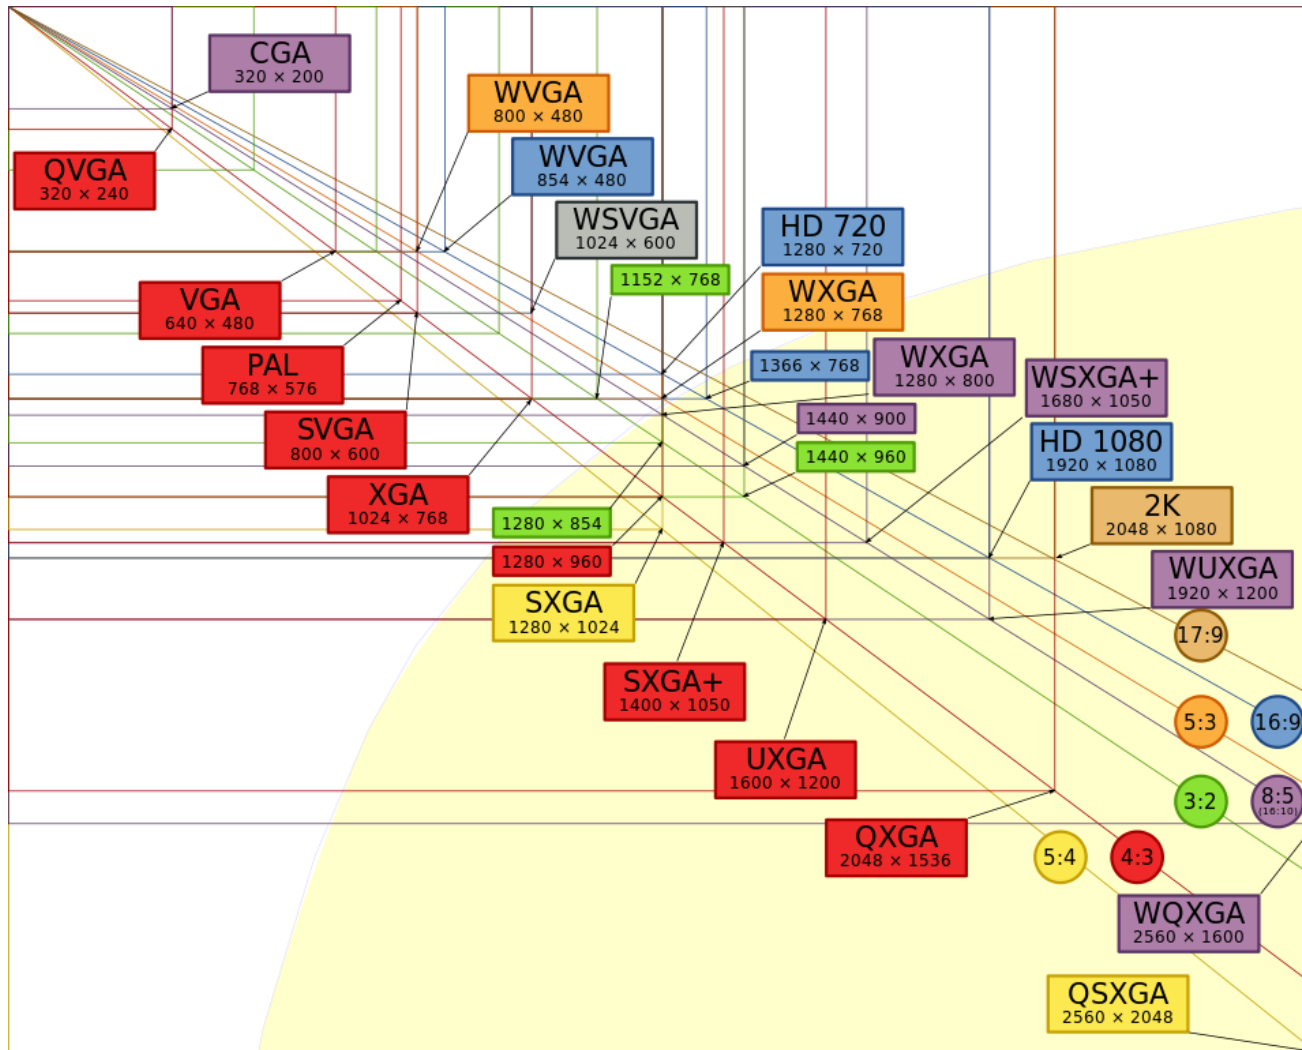 CGA
320 × 200
WVGA
800 × 480
WVGA
854 × 480
QVGA
320 × 240
WSVGA
1024 × 600
HD 720
1280 × 720
1152 × 768
WXGA
1280 × 768
VGA
640 × 480
PAL
768 × 576
1366 × 768
WXGA
1280 × 800
WSXGA+
1680 × 1050
SVGA
800 × 600
1440 × 900
HD 1080
1920 × 1080
1440 × 960
XGA
1024 × 768
1280 × 854
2K
2048 × 1080
1280 × 960
WUXGA
1920 × 1200
SXGA
1280 × 1024
17:9
SXGA+
1400 × 1050
5:3
16:9
UXGA
1600 × 1200
3:2
8:5
(16:10)
QXGA
2048 × 1536
5:4
4:3
WQXGA
2560 × 1600
QSXGA
2560 × 2048